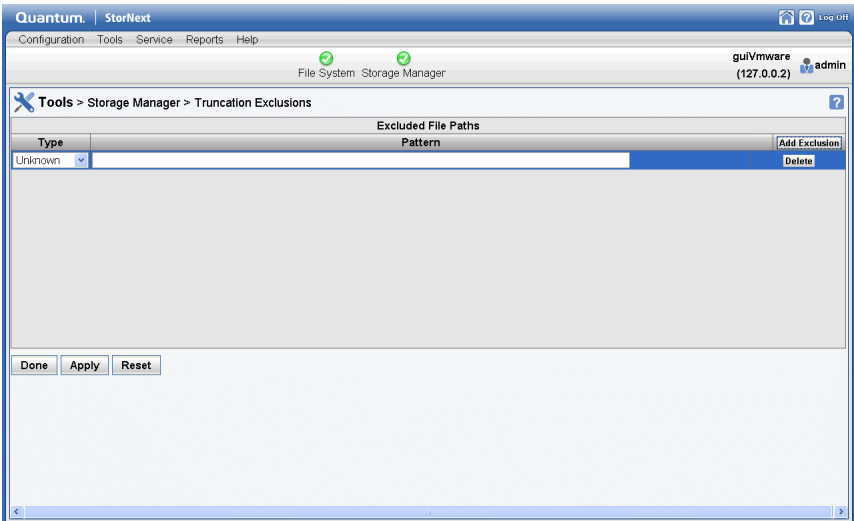 Quantum. StorNext Log Off
Configuration Tools Service Reports Help
File System Storage Manager
guiVmware
(127.0.0.2)
admin
Tools > Storage Manager > Truncation Exclusions
Excluded File Paths
Type Pattern Add Exclusion
Unknown Delete
Done Apply Reset